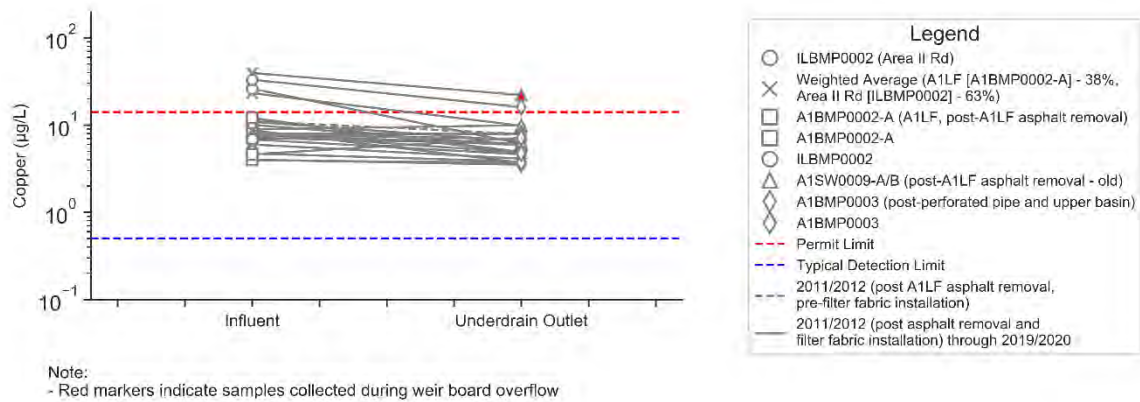 10²
10¹
10⁰
10⁻¹
Copper (µg/L)
Influent
Underdrain Outlet
Note:
- Red markers indicate samples collected during weir board overflow
Legend
ILBMP0002 (Area II Rd)
Weighted Average (A1LF [A1BMP0002-A] - 38%,
Area II Rd [ILBMP0002] - 63%)
A1BMP0002-A (A1LF, post-A1LF asphalt removal)
A1BMP0002-A
ILBMP0002
A1SW0009-A/B (post-A1LF asphalt removal - old)
A1BMP0003 (post-perforated pipe and upper basin)
A1BMP0003
Permit Limit
Typical Detection Limit
2011/2012 (post A1LF asphalt removal,
pre-filter fabric installation)
2011/2012 (post asphalt removal and
filter fabric installation) through 2019/2020